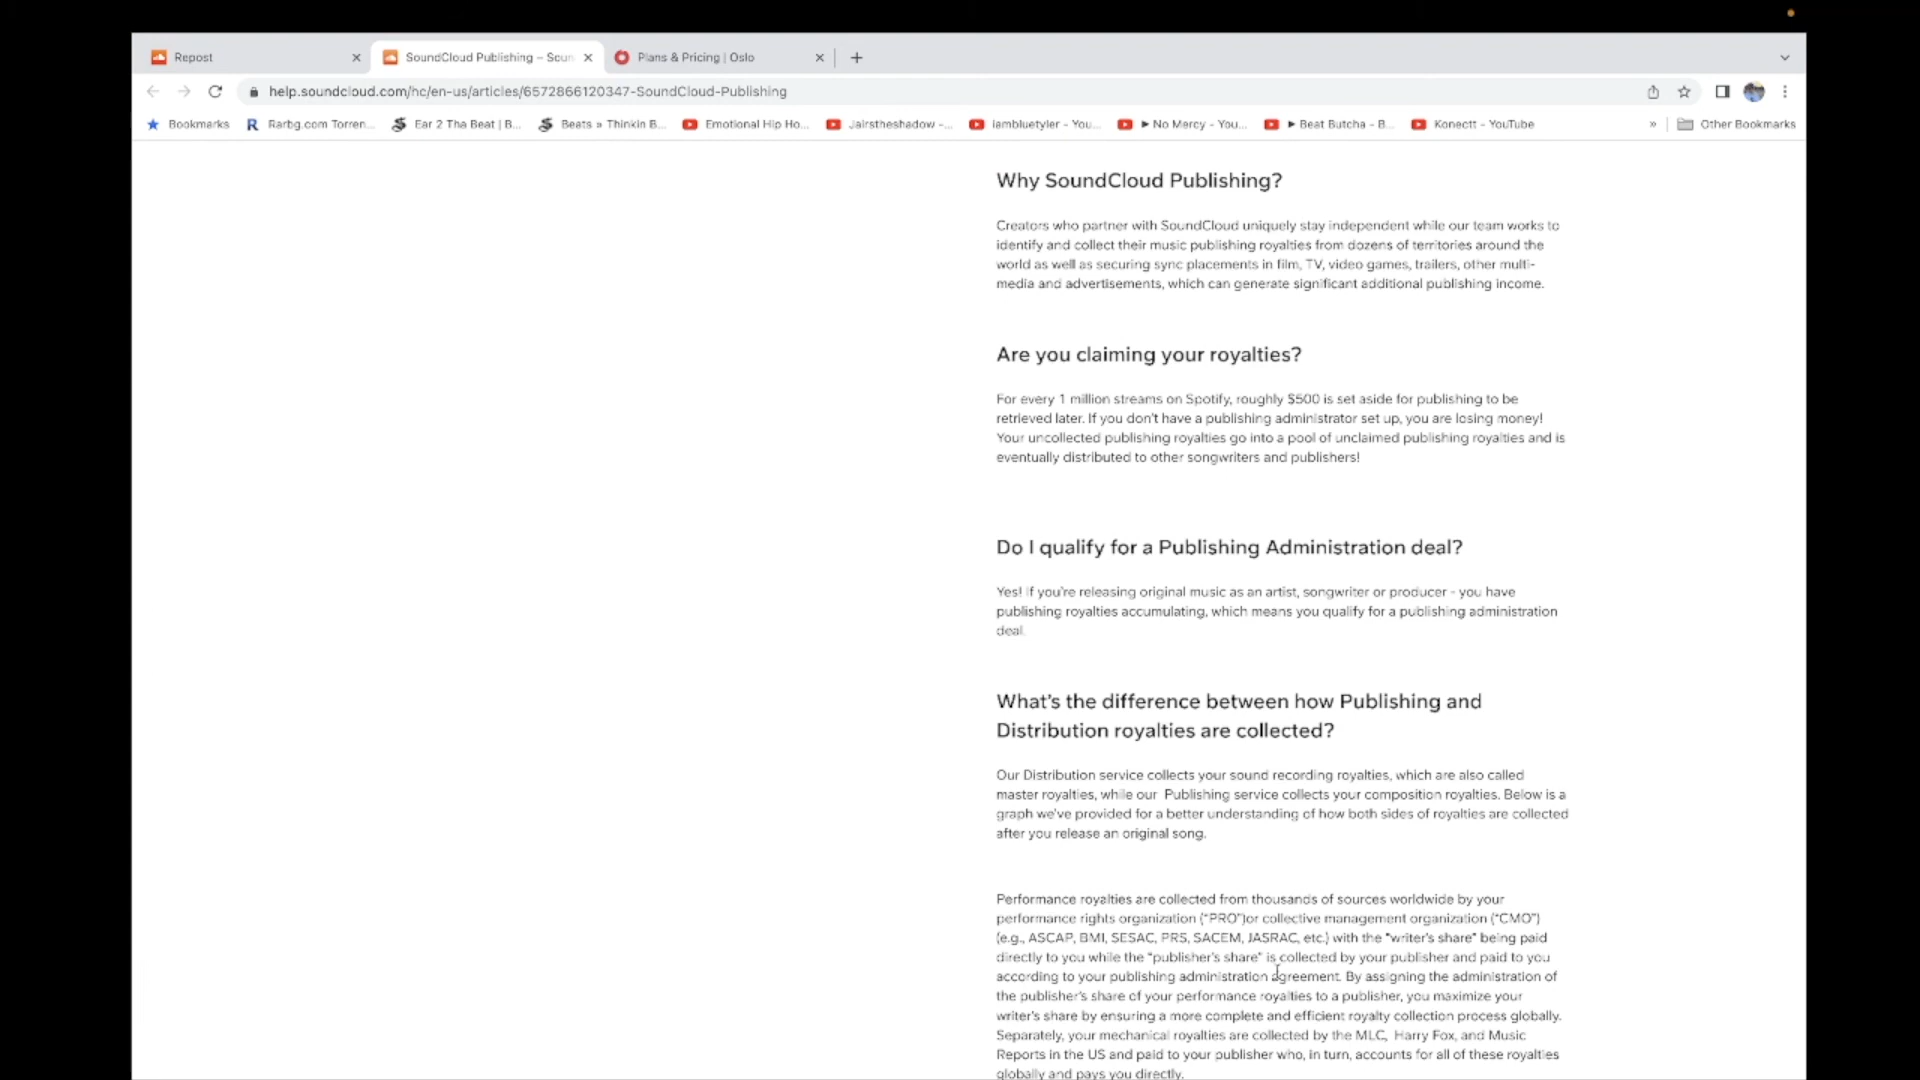 Repost
SoundCloud Publishing – Soun
Plans & Pricing | Oslo
help.soundcloud.com/hc/en-us/articles/6572866120347-SoundCloud-Publishing
Bookmarks
Rarbg.com Torren...
Ear 2 Tha Beat | B...
Beats » Thinkin B...
Emotional Hip Ho...
Jairstheshadow -...
iambluetyler - You...
►No Mercy - You...
► Beat Butcha - B...
Konectt - YouTube
»
Other Bookmarks
Why SoundCloud Publishing?
Creators who partner with SoundCloud uniquely stay independent while our team works to
identify and collect their music publishing royalties from dozens of territories around the
world as well as securing sync placements in film, TV, video games, trailers, other multi-
media and advertisements, which can generate significant additional publishing income.
Are you claiming your royalties?
For every 1 million streams on Spotify, roughly $500 is set aside for publishing to be
retrieved later. If you don't have a publishing administrator set up, you are losing money!
Your uncollected publishing royalties go into a pool of unclaimed publishing royalties and is
eventually distributed to other songwriters and publishers!
Do I qualify for a Publishing Administration deal?
Yes! If you're releasing original music as an artist, songwriter or producer - you have
publishing royalties accumulating, which means you qualify for a publishing administration
deal.
What's the difference between how Publishing and
Distribution royalties are collected?
Our Distribution service collects your sound recording royalties, which are also called
master royalties, while our Publishing service collects your composition royalties. Below is a
graph we've provided for a better understanding of how both sides of royalties are collected
after you release an original song.
Performance royalties are collected from thousands of sources worldwide by your
performance rights organization ("PRO")or collective management organization ("CMO")
(e.g., ASCAP, BMI, SESAC, PRS, SACEM, JASRAC, etc.) with the "writer's share" being paid
directly to you while the "publisher's share" is collected by your publisher and paid to you
according to your publishing administration agreement. By assigning the administration of
the publisher's share of your performance royalties to a publisher, you maximize your
writer's share by ensuring a more complete and efficient royalty collection process globally.
Separately, your mechanical royalties are collected by the MLC, Harry Fox, and Music
Reports in the US and paid to your publisher who, in turn, accounts for all of these royalties
globally and pays you directly.